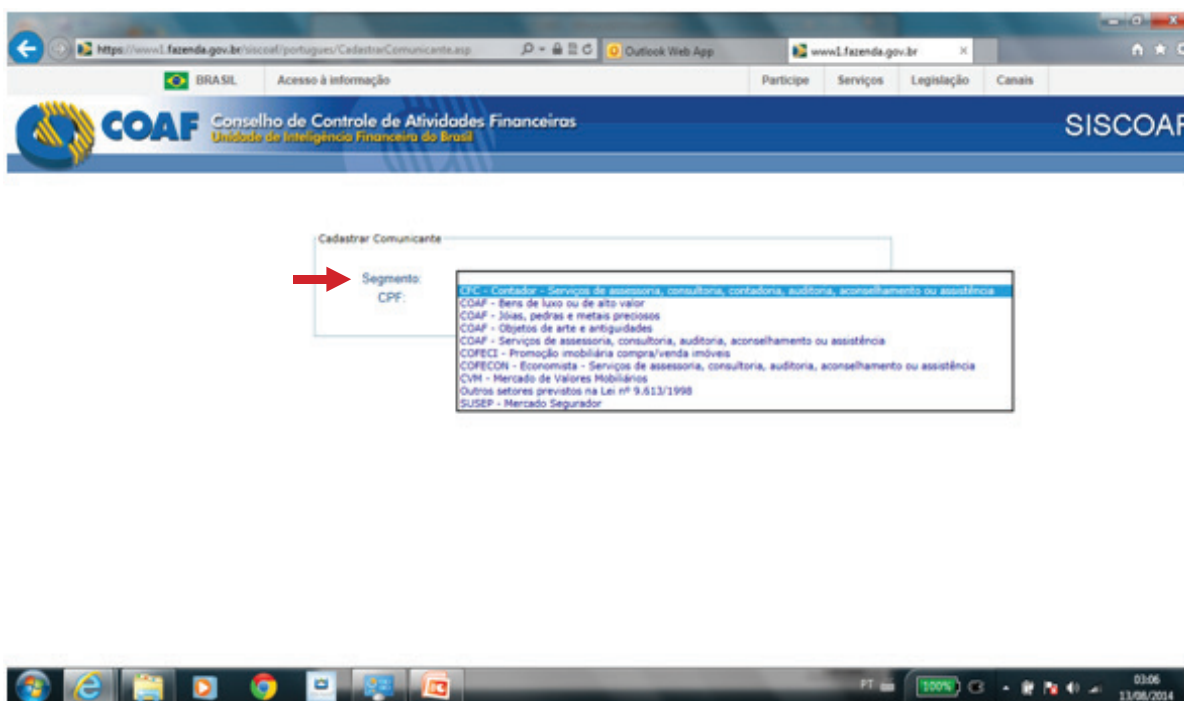 https://www1.fazenda.gov.br/siscoaf/portugues/CadastrarComunicante.asp
Outlook Web App
www1.fazenda.gov.br
BRASIL Acesso à informação Participe Serviços Legislação Canais
COAF Conselho de Controle de Atividades Financeiras
Unidade de Inteligência Financeira do Brasil
SISCOAF
Cadastrar Comunicante
Segmento:
CPF:
CFC - Contador - Serviços de assessoria, consultoria, contadoria, auditoria, aconselhamento ou assistência
COAF - Bens de luxo ou de alto valor
COAF - Jóias, pedras e metais preciosos
COAF - Objetos de arte e antiguidades
COAF - Serviços de assessoria, consultoria, auditoria, aconselhamento ou assistência
COFECI - Promoção imobiliária compra/venda imóveis
COFECON - Economista - Serviços de assessoria, consultoria, auditoria, aconselhamento ou assistência
CVM - Mercado de Valores Mobiliários
Outros setores previstos na Lei nº 9.613/1998
SUSEP - Mercado Segurador
PT 100% 03:06
13/08/2014